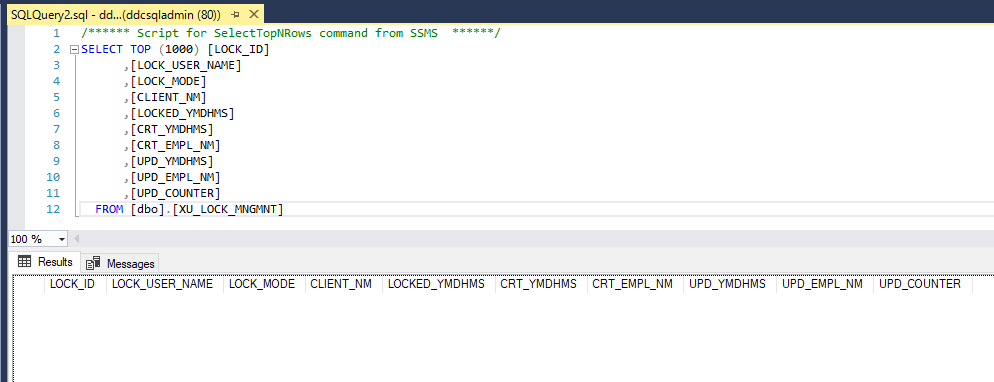 SQLQuery2.sql - dd...(ddcsqladmin (80))
1 /****** Script for SelectTopNRows command from SSMS ******/
2 SELECT TOP (1000) [LOCK_ID]
3 ,[LOCK_USER_NAME]
4 ,[LOCK_MODE]
5 ,[CLIENT_NM]
6 ,[LOCKED_YMDHMS]
7 ,[CRT_YMDHMS]
8 ,[CRT_EMPL_NM]
9 ,[UPD_YMDHMS]
10 ,[UPD_EMPL_NM]
11 ,[UPD_COUNTER]
12 FROM [dbo].[XU_LOCK_MNGMNT]
100 %
Results Messages
LOCK_ID LOCK_USER_NAME LOCK_MODE CLIENT_NM LOCKED_YMDHMS CRT_YMDHMS CRT_EMPL_NM UPD_YMDHMS UPD_EMPL_NM UPD_COUNTER